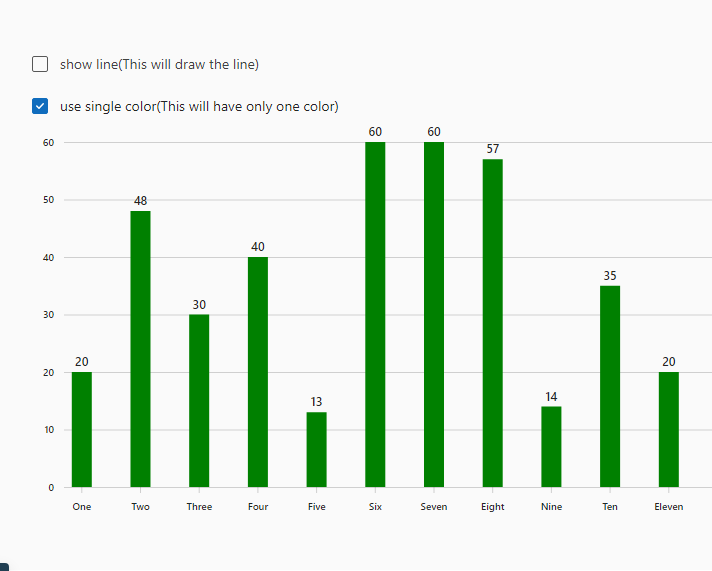 show line(This will draw the line)
use single color(This will have only one color)
60
50
40
30
20
10
0
20
48
30
40
13
60
60
57
14
35
20
One
Two
Three
Four
Five
Six
Seven
Eight
Nine
Ten
Eleven